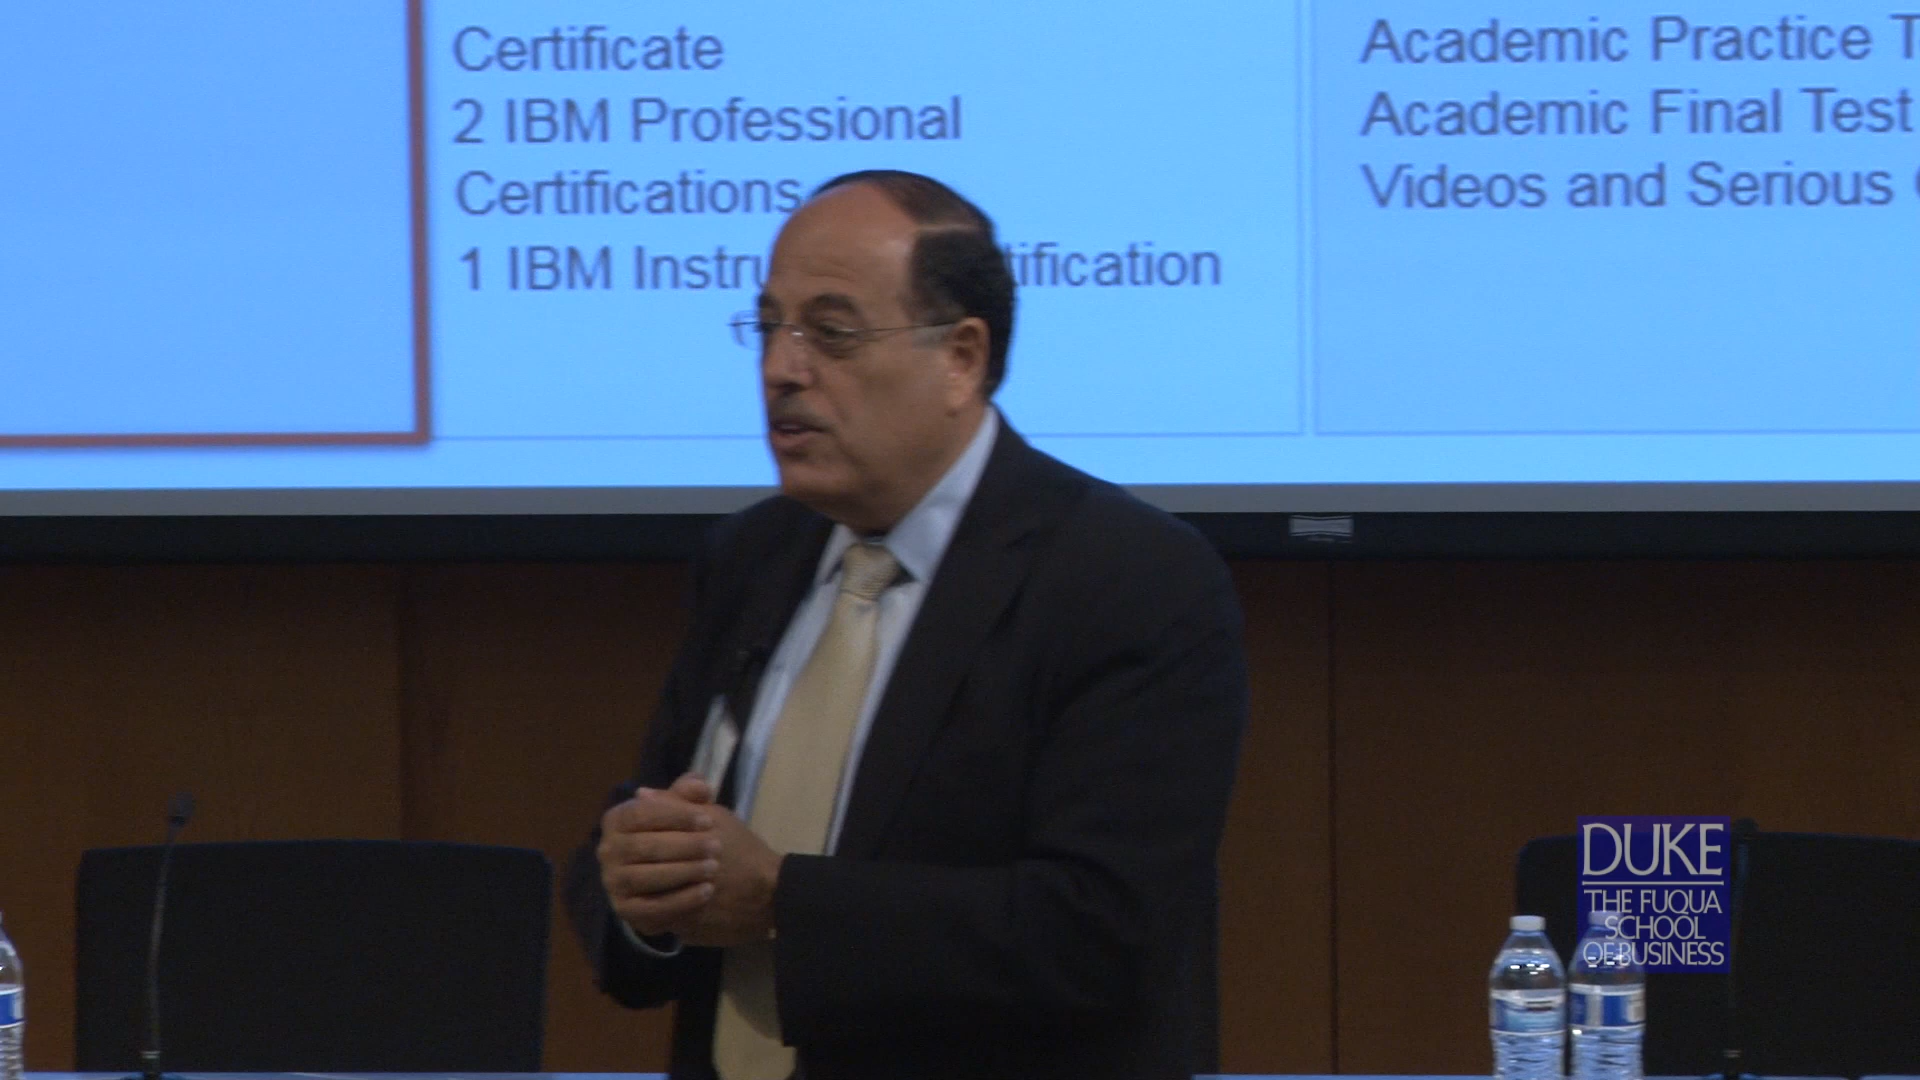 Certificate
2 IBM Professional
Certifications
1 IBM Instru tification
Academic Practice T
Academic Final Test
Videos and Serious
DUKE
THE FUQUA
SCHOOL
OF BUSINESS